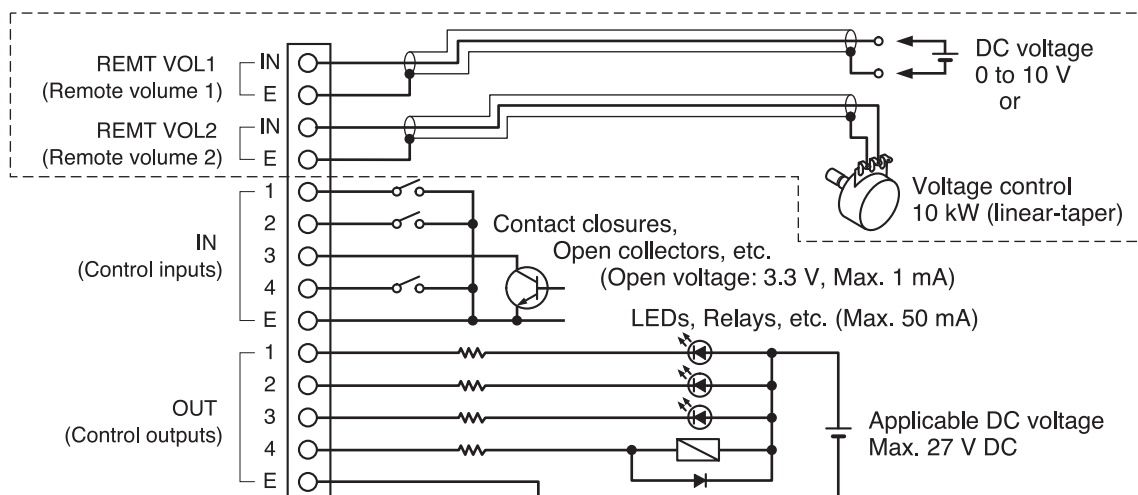 REMT VOL1
(Remote volume 1)
IN
E
DC voltage
0 to 10 V
or
REMT VOL2
(Remote volume 2)
IN
E
Voltage control
10 kW (linear-taper)
IN
(Control inputs)
1
2
3
4
E
Contact closures,
Open collectors, etc.
(Open voltage: 3.3 V, Max. 1 mA)
LEDs, Relays, etc. (Max. 50 mA)
OUT
(Control outputs)
1
2
3
4
E
Applicable DC voltage
Max. 27 V DC